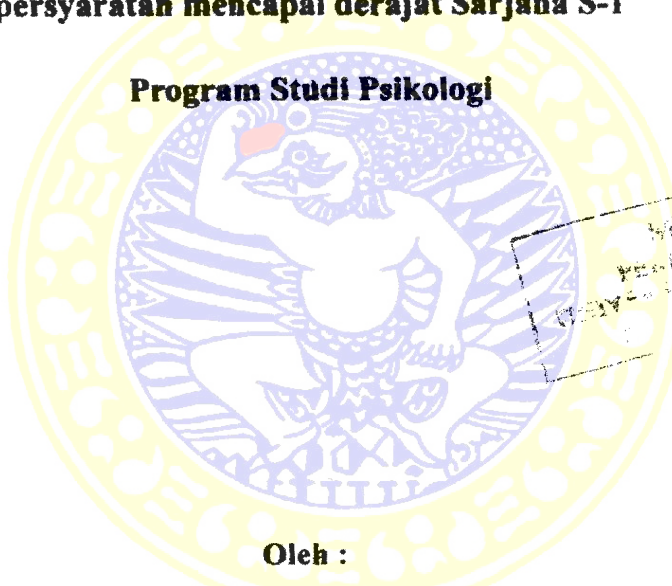 persyaratan mencapai derajat Sarjana S-1
Program Studi Psikologi
Oleh :